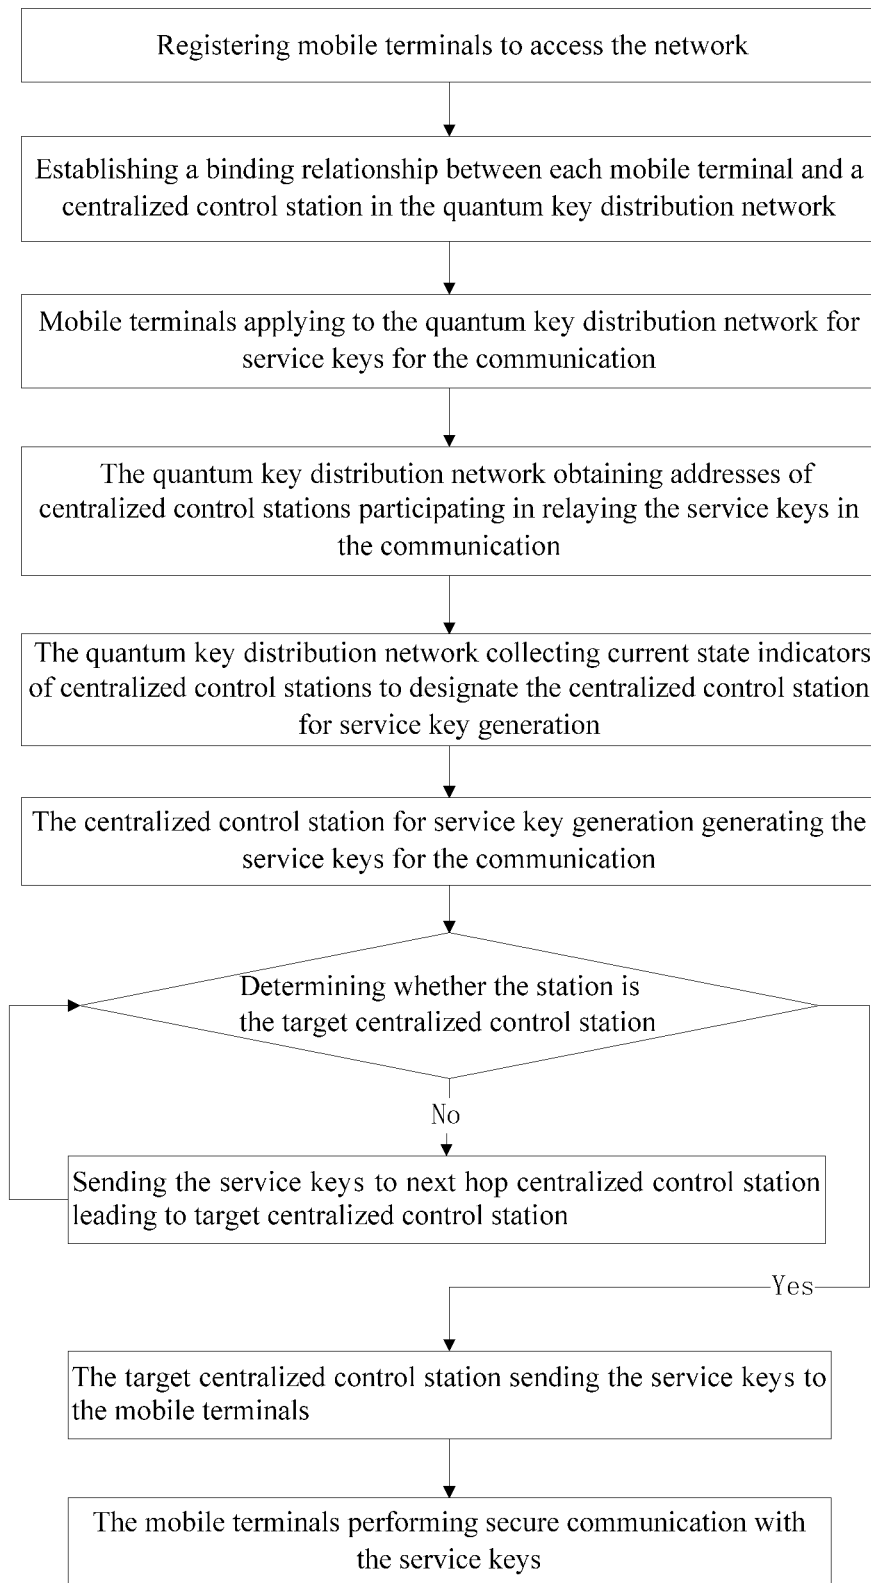 Registering mobile terminals to access the network
Establishing a binding relationship between each mobile terminal and a
centralized control station in the quantum key distribution network
Mobile terminals applying to the quantum key distribution network for
service keys for the communication
The quantum key distribution network obtaining addresses of
centralized control stations participating in relaying the service keys in
the communication
The quantum key distribution network collecting current state indicators
of centralized control stations to designate the centralized control station
for service key generation
The centralized control station for service key generation generating the
service keys for the communication
Determining whether the station is
the target centralized control station
No
Sending the service keys to next hop centralized control station
leading to target centralized control station
Yes
The target centralized control station sending the service keys to
the mobile terminals
The mobile terminals performing secure communication with
the service keys